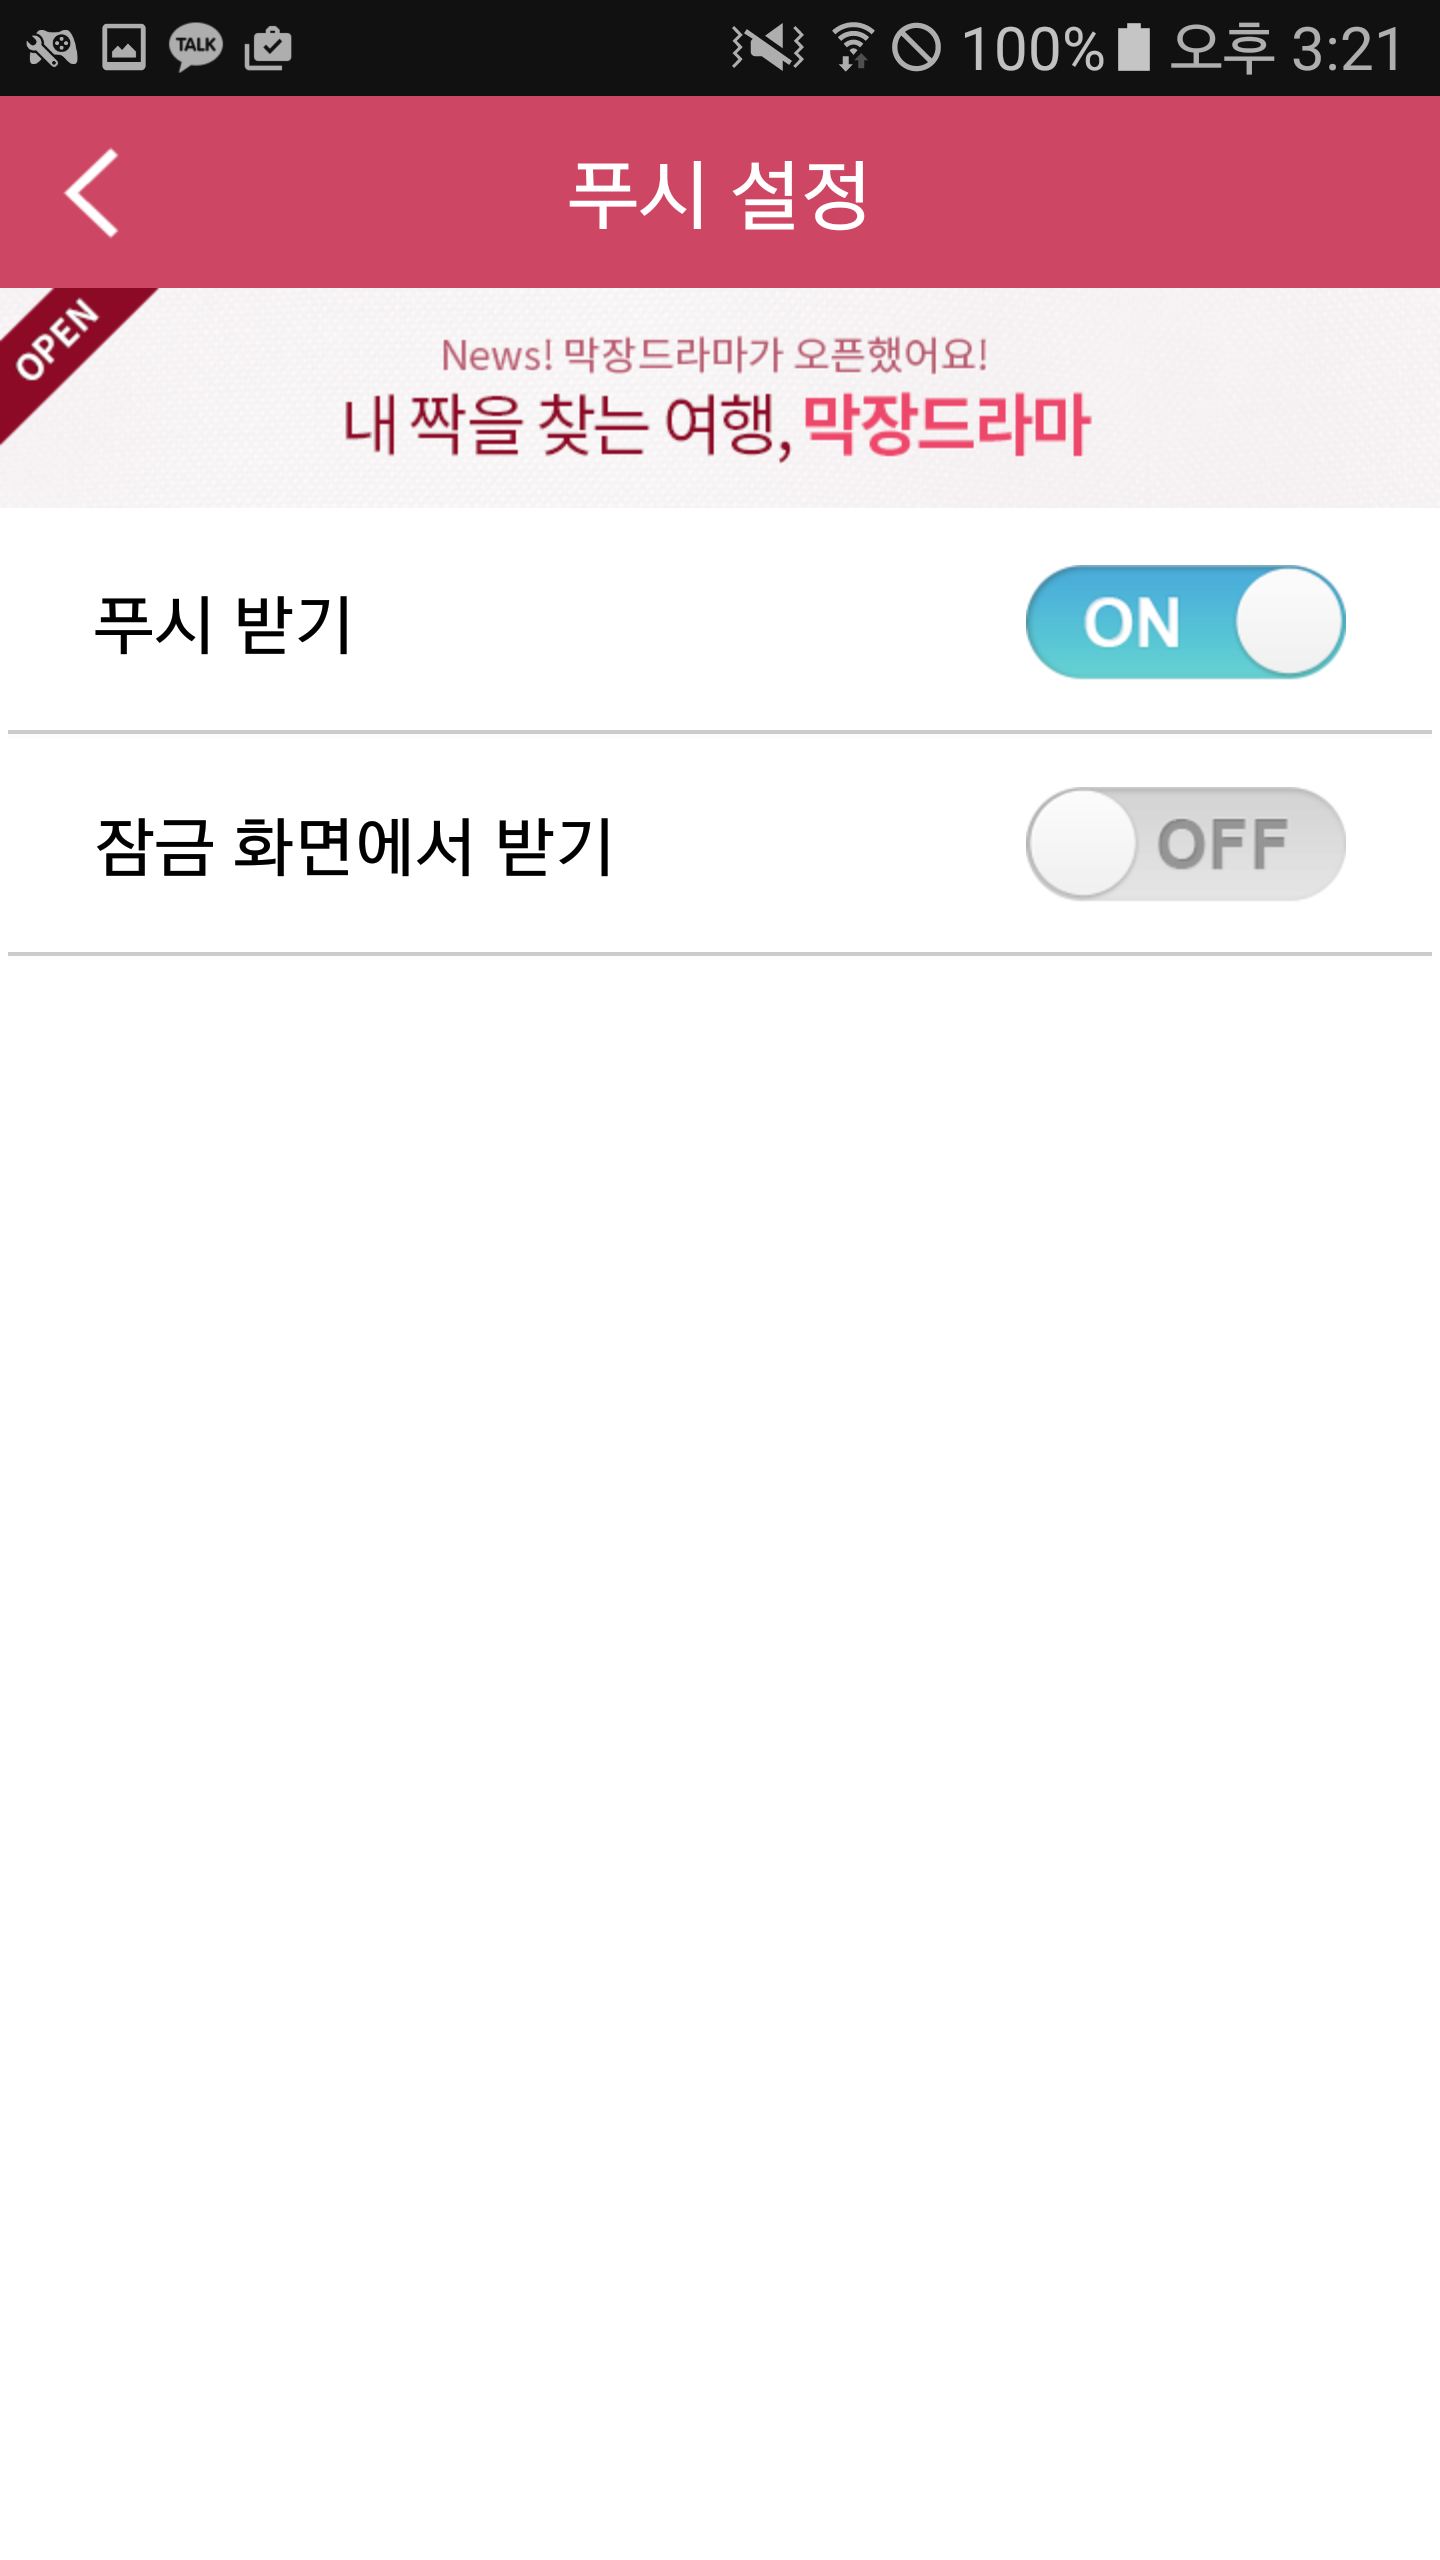 TALK
100% 오후 3:21
푸시 설정
OPEN
News! 막장드라마가 오픈했어요!
내 짝을 찾는 여행, 막장드라마
푸시 받기 ON
잠금 화면에서 받기 OFF